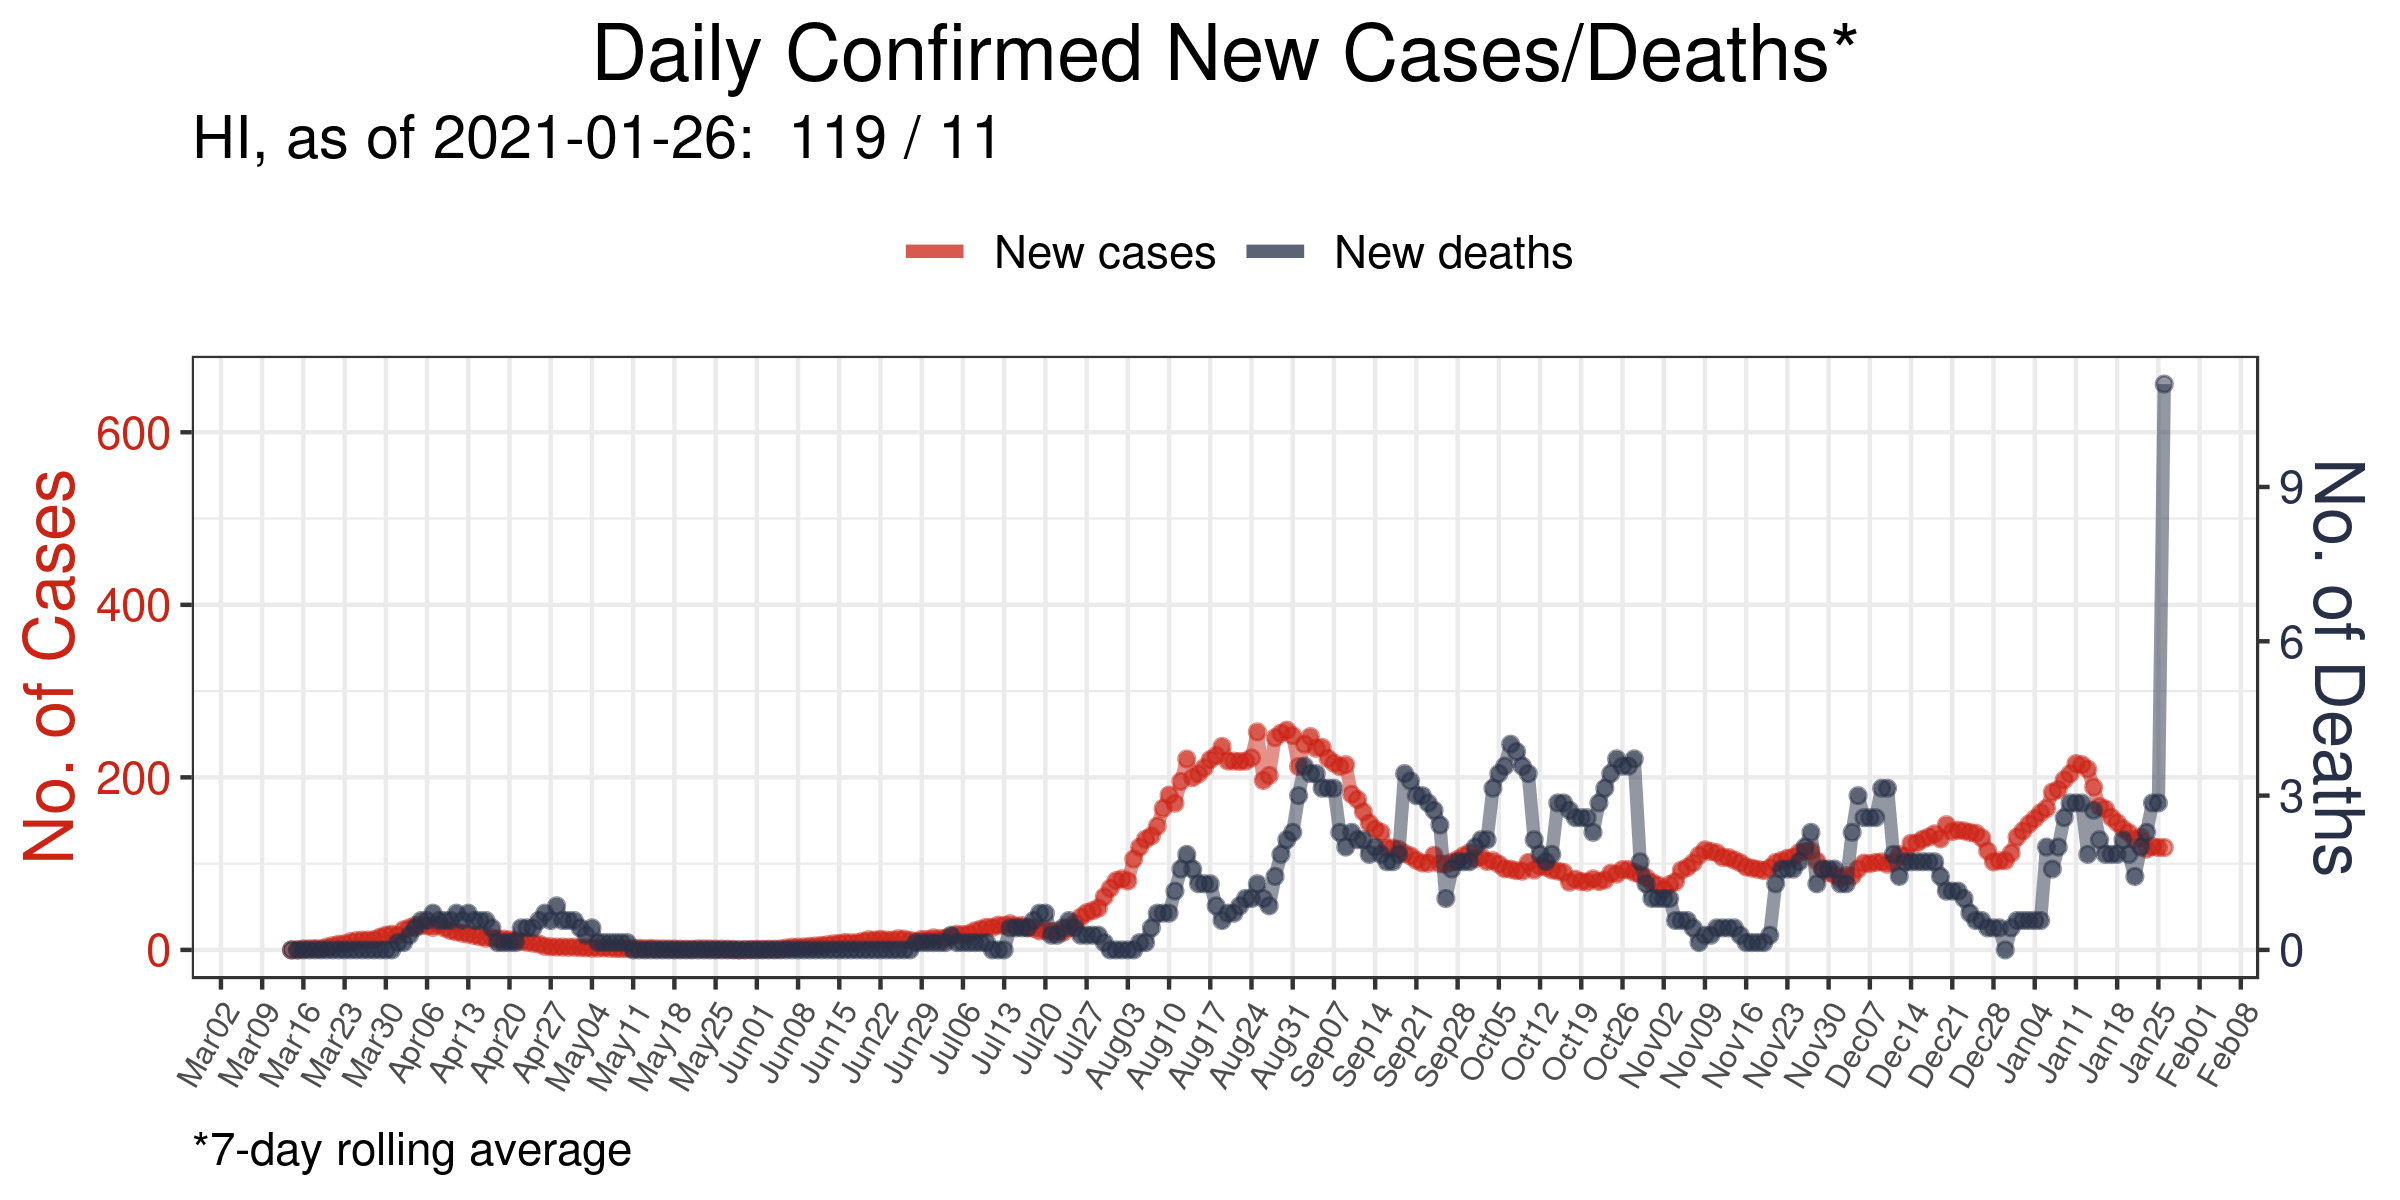 Daily Confirmed New Cases/Deaths*
HI, as of 2021-01-26:  119 / 11
New cases
New deaths
No. of Cases
600
400
200
0
No. of Deaths
9
6
3
0
Mar02
Mar09
Mar16
Mar23
Mar30
Apr06
Apr13
Apr20
Apr27
May04
May11
May18
May25
Jun01
Jun08
Jun15
Jun22
Jun29
Jul06
Jul13
Jul20
Jul27
Aug03
Aug10
Aug17
Aug24
Aug31
Sep07
Sep14
Sep21
Sep28
Oct05
Oct12
Oct19
Oct26
Nov02
Nov09
Nov16
Nov23
Nov30
Dec07
Dec14
Dec21
Dec28
Jan04
Jan11
Jan18
Jan25
Feb01
Feb08
*7-day rolling average